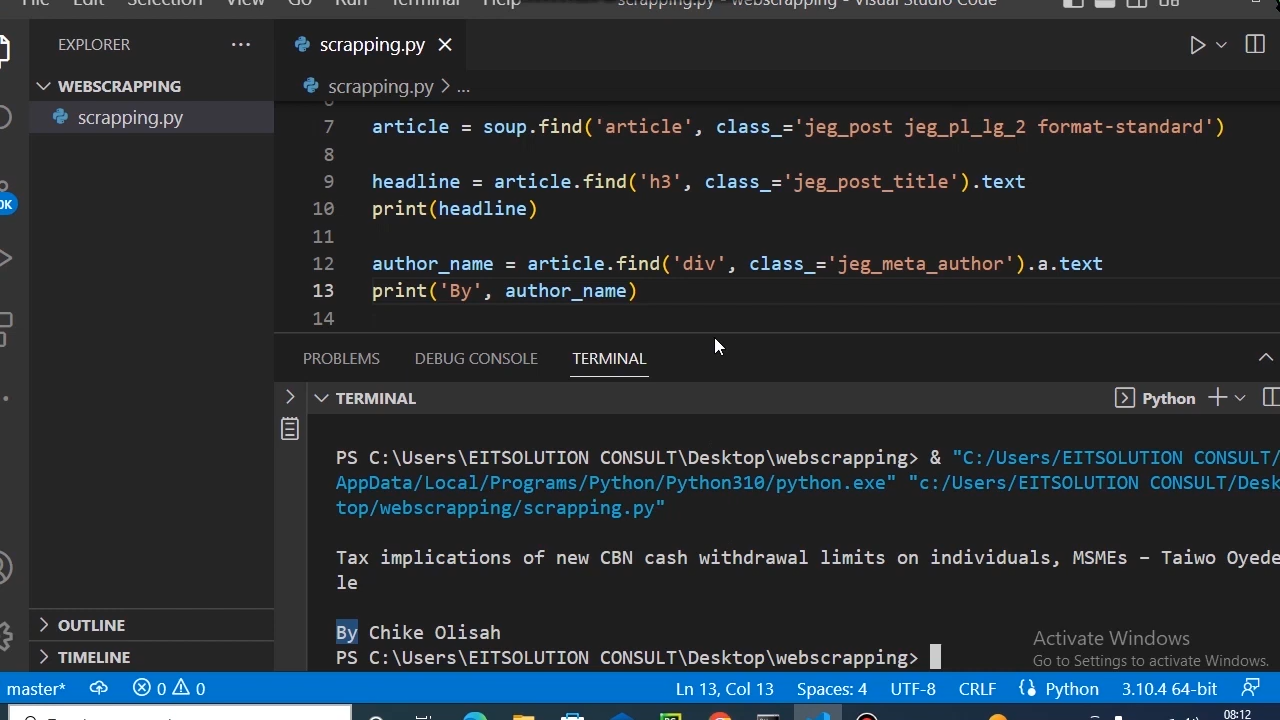 File Edit Selection View Go Run Terminal Help scrapping.py - webscrapping - Visual Studio Code
EXPLORER
WEBSCRAPPING
scrapping.py
OUTLINE
TIMELINE
scrapping.py
scrapping.py > ...
6
7 article = soup.find('article', class_='jeg_post jeg_pl_lg_2 format-standard')
8
9 headline = article.find('h3', class_='jeg_post_title').text
10 print(headline)
11
12 author_name = article.find('div', class_='jeg_meta_author').a.text
13 print('By', author_name)
14
PROBLEMS DEBUG CONSOLE TERMINAL
TERMINAL
Python
PS C:\Users\EITSOLUTION CONSULT\Desktop\webscrapping> & "C:/Users/EITSOLUTION CONSULT/
AppData/Local/Programs/Python/Python310/python.exe" "c:/Users/EITSOLUTION CONSULT/Desk
top/webscrapping/scrapping.py"
Tax implications of new CBN cash withdrawal limits on individuals, MSMEs – Taiwo Oyede
le
By Chike Olisah
PS C:\Users\EITSOLUTION CONSULT\Desktop\webscrapping>
Activate Windows
Go to Settings to activate Windows.
master* 0 0 Ln 13, Col 13 Spaces: 4 UTF-8 CRLF Python 3.10.4 64-bit
08:12